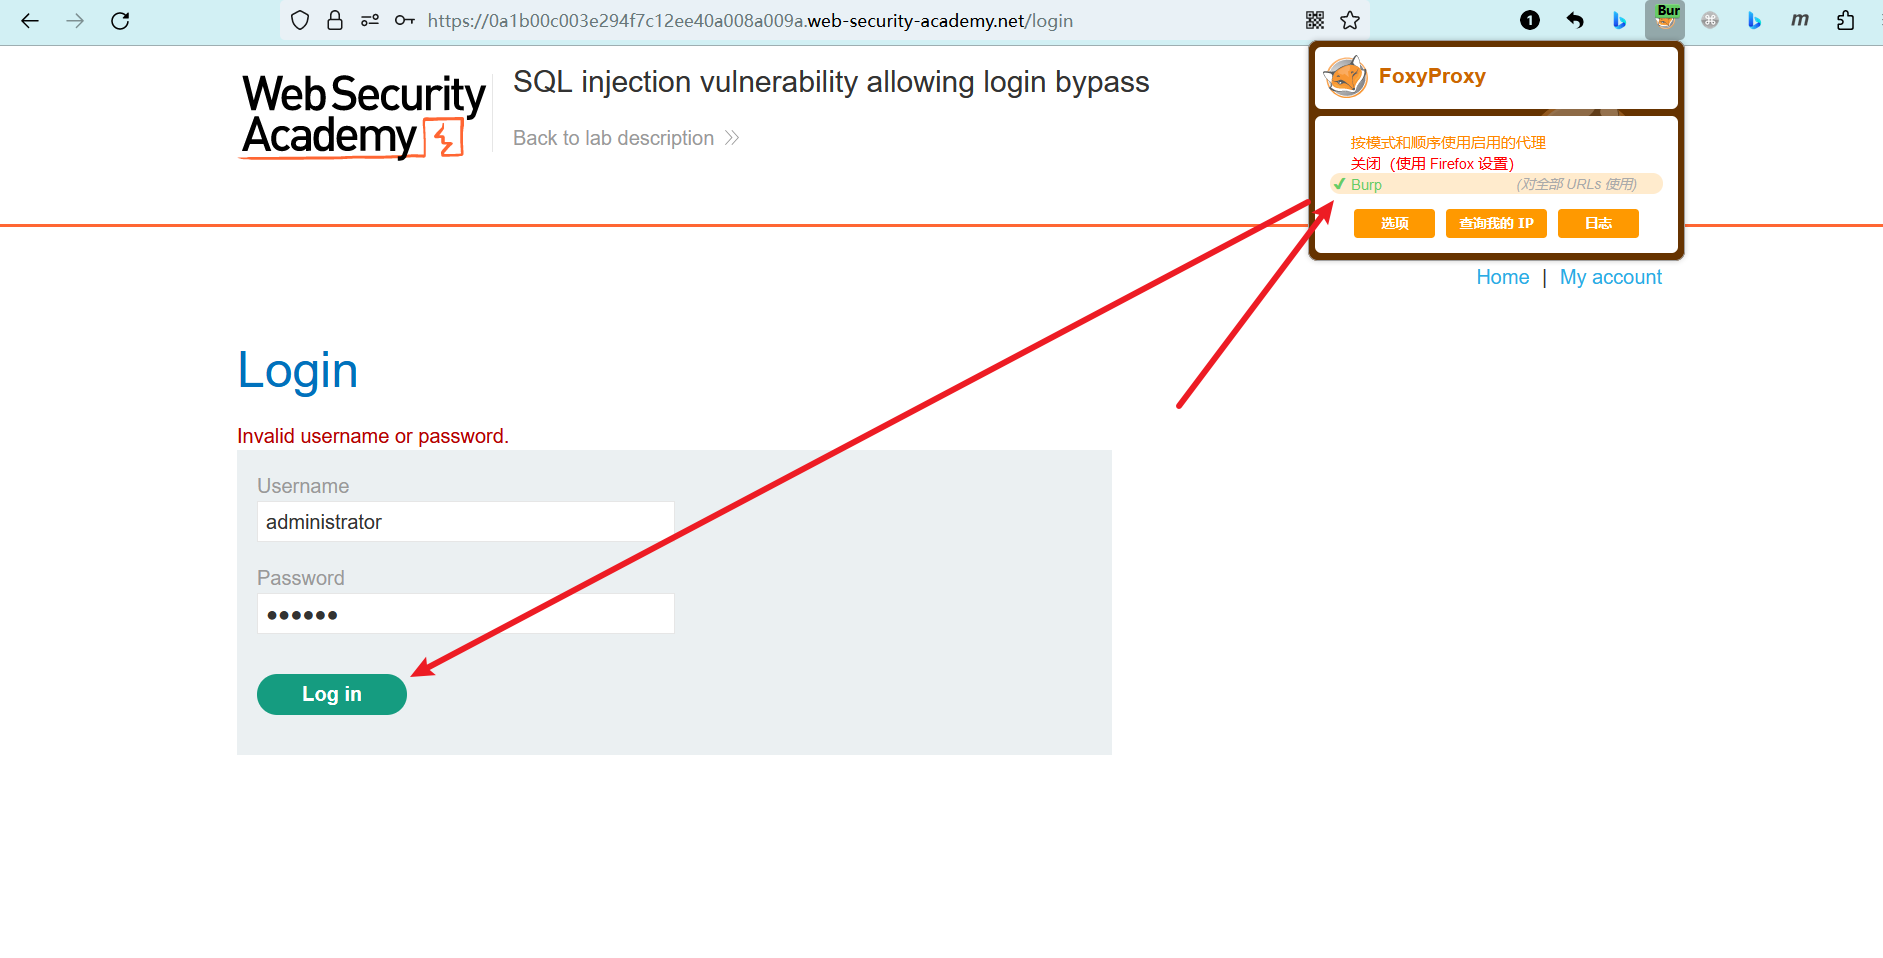 https://0a1b00c003e294f7c12ee40a008a009a.web-security-academy.net/login
1
Bur
m
Web Security
Academy
SQL injection vulnerability allowing login bypass
Back to lab description
FoxyProxy
按模式和顺序使用启用的代理
关闭（使用 Firefox 设置）
Burp
(对全部 URLs 使用)
选项
查询我的 IP
日志
Home | My account
Login
Invalid username or password.
Username
administrator
Password
Log in